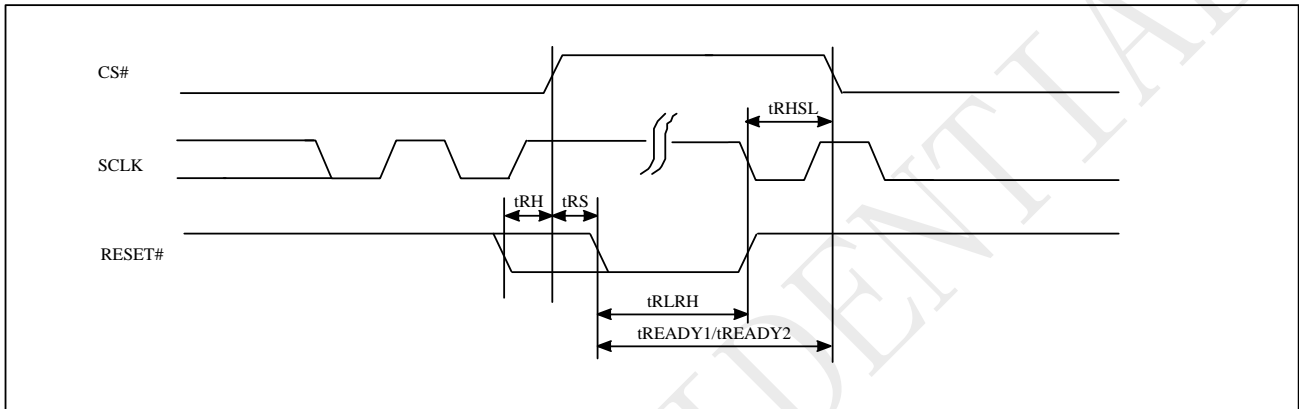 CS#
tRHSL
SCLK
tRH
tRS
RESET#
tRLRH
tREADY1/tREADY2